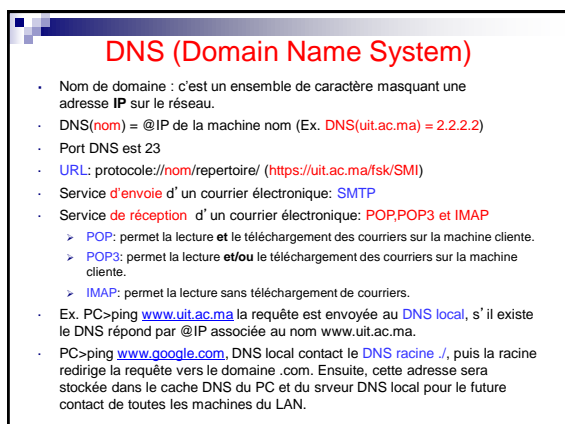 DNS (Domain Name System)
▪ Nom de domaine : c'est un ensemble de caractère masquant une
adresse IP sur le réseau.
· DNS(nom) = @IP de la machine nom (Ex. DNS(uit.ac.ma) = 2.2.2.2)
· Port DNS est 23
· URL: protocole://nom/repertoire/ (https://uit.ac.ma/fsk/SMI)
· Service d'envoie d'un courrier électronique: SMTP
· Service de réception d'un courrier électronique: POP,POP3 et IMAP
➢ POP: permet la lecture et le téléchargement des courriers sur la machine cliente.
➢ POP3: permet la lecture et/ou le téléchargement des courriers sur la machine
cliente.
➢ IMAP: permet la lecture sans téléchargement de courriers.
· Ex. PC>ping www.uit.ac.ma la requête est envoyée au DNS local, s'il existe
le DNS répond par @IP associée au nom www.uit.ac.ma.
· PC>ping www.google.com, DNS local contact le DNS racine ./, puis la racine
redirige la requête vers le domaine .com. Ensuite, cette adresse sera
stockée dans le cache DNS du PC et du srveur DNS local pour le future
contact de toutes les machines du LAN.